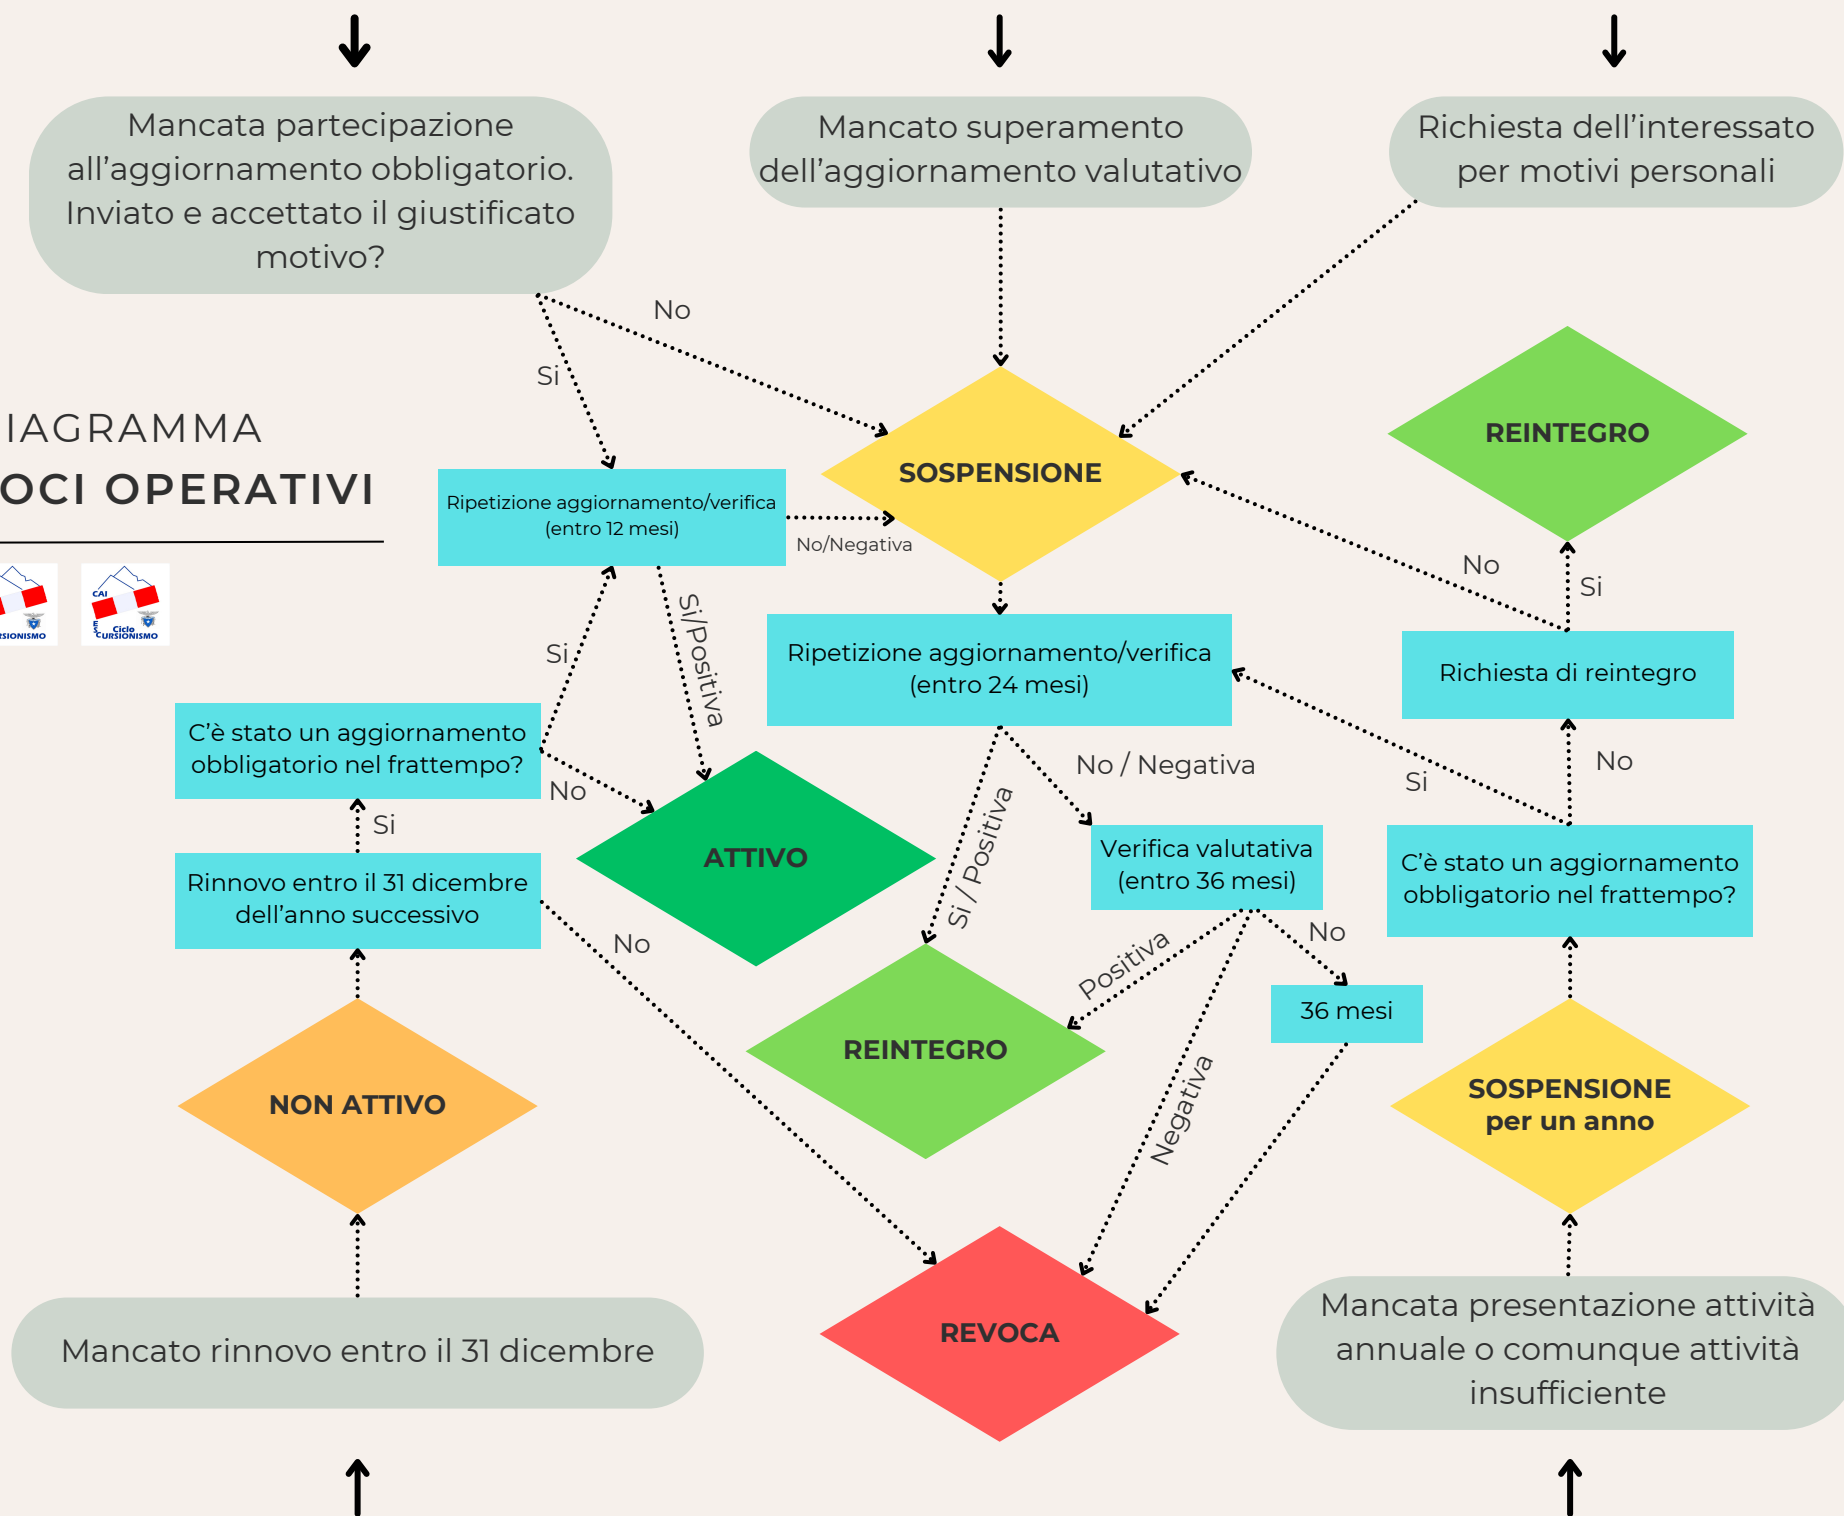 Mancata partecipazione
all'aggiornamento obbligatorio.
Inviato e accettato il giustificato
motivo?
Mancato superamento
dell'aggiornamento valutativo
Richiesta dell'interessato
per motivi personali
No
Si
IAGRAMMA
OCI OPERATIVI
RSIONISMO
CAI
Ciclo
ESCURSIONISMO
SOSPENSIONE
REINTEGRO
Ripetizione aggiornamento/verifica
(entro 12 mesi)
No/Negativa
No
Si
Si/Positiva
Si
Ripetizione aggiornamento/verifica
(entro 24 mesi)
Richiesta di reintegro
C'è stato un aggiornamento
obbligatorio nel frattempo?
No
Si
No / Negativa
Si / Positiva
Si
No
ATTIVO
Verifica valutativa
(entro 36 mesi)
C'è stato un aggiornamento
obbligatorio nel frattempo?
Rinnovo entro il 31 dicembre
dell'anno successivo
No
Positiva
No
Negativa
36 mesi
REINTEGRO
NON ATTIVO
SOSPENSIONE
per un anno
REVOCA
Mancato rinnovo entro il 31 dicembre
Mancata presentazione attività
annuale o comunque attività
insufficiente